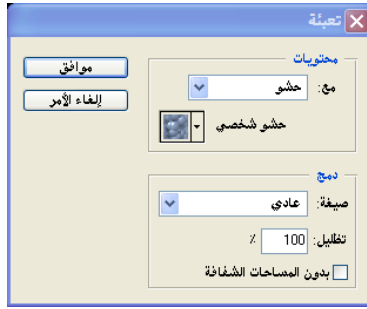 تعبئة
محتويات
مع: حشو
حشو شخصي
دمج
صيغة: عادي
تظليل: 100 ٪
بدون المساحات الشفافة
موافق
إلغاء الأمر